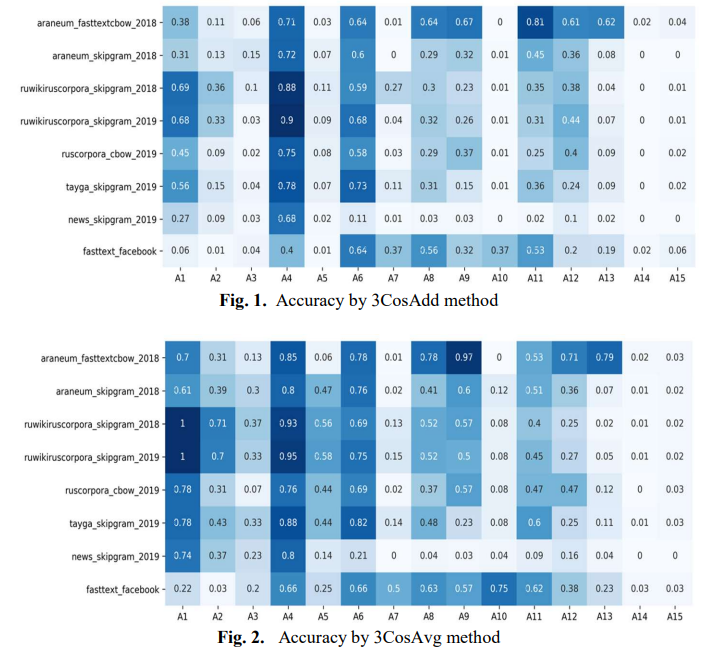 araneum_fasttextcbow_2018 0.38 0.11 0.06 0.71 0.03 0.64 0.01 0.64 0.67 0 0.81 0.61 0.62 0.02 0.04
araneum_skipgram_2018 0.31 0.13 0.15 0.72 0.07 0.6 0 0.29 0.32 0.01 0.45 0.36 0.08 0 0
ruwikiruscorpora_skipgram_2018 0.69 0.36 0.1 0.88 0.11 0.59 0.27 0.3 0.23 0.01 0.35 0.38 0.04 0 0.01
ruwikiruscorpora_skipgram_2019 0.68 0.33 0.03 0.9 0.09 0.68 0.04 0.32 0.26 0.01 0.31 0.44 0.07 0 0.01
ruscorpora_cbow_2019 0.45 0.09 0.02 0.75 0.08 0.58 0.03 0.29 0.37 0.01 0.25 0.4 0.09 0 0.02
tayga_skipgram_2019 0.56 0.15 0.04 0.78 0.07 0.73 0.11 0.31 0.15 0.01 0.36 0.24 0.09 0 0.02
news_skipgram_2019 0.27 0.09 0.03 0.68 0.02 0.11 0.01 0.03 0.03 0 0.02 0.1 0.02 0 0
fasttext_facebook 0.06 0.01 0.04 0.4 0.01 0.64 0.37 0.56 0.32 0.37 0.53 0.2 0.19 0.02 0.06
A1 A2 A3 A4 A5 A6 A7 A8 A9 A10 A11 A12 A13 A14 A15
Fig. 1. Accuracy by 3CosAdd method
araneum_fasttextcbow_2018 0.7 0.31 0.13 0.85 0.06 0.78 0.01 0.78 0.97 0 0.53 0.71 0.79 0.02 0.03
araneum_skipgram_2018 0.61 0.39 0.3 0.8 0.47 0.76 0.02 0.41 0.6 0.12 0.51 0.36 0.07 0.01 0.02
ruwikiruscorpora_skipgram_2018 1 0.71 0.37 0.93 0.56 0.69 0.13 0.52 0.57 0.08 0.4 0.25 0.02 0.01 0.02
ruwikiruscorpora_skipgram_2019 1 0.7 0.33 0.95 0.58 0.75 0.15 0.52 0.5 0.08 0.45 0.27 0.05 0.01 0.02
ruscorpora_cbow_2019 0.78 0.31 0.07 0.76 0.44 0.69 0.02 0.37 0.57 0.08 0.47 0.47 0.12 0 0.03
tayga_skipgram_2019 0.78 0.43 0.33 0.88 0.44 0.82 0.14 0.48 0.23 0.08 0.6 0.25 0.11 0.01 0.03
news_skipgram_2019 0.74 0.37 0.23 0.8 0.14 0.21 0 0.04 0.03 0.04 0.09 0.16 0.04 0 0
fasttext_facebook 0.22 0.03 0.2 0.66 0.25 0.66 0.5 0.63 0.57 0.75 0.62 0.38 0.23 0.03 0.03
A1 A2 A3 A4 A5 A6 A7 A8 A9 A10 A11 A12 A13 A14 A15
Fig. 2. Accuracy by 3CosAvg method